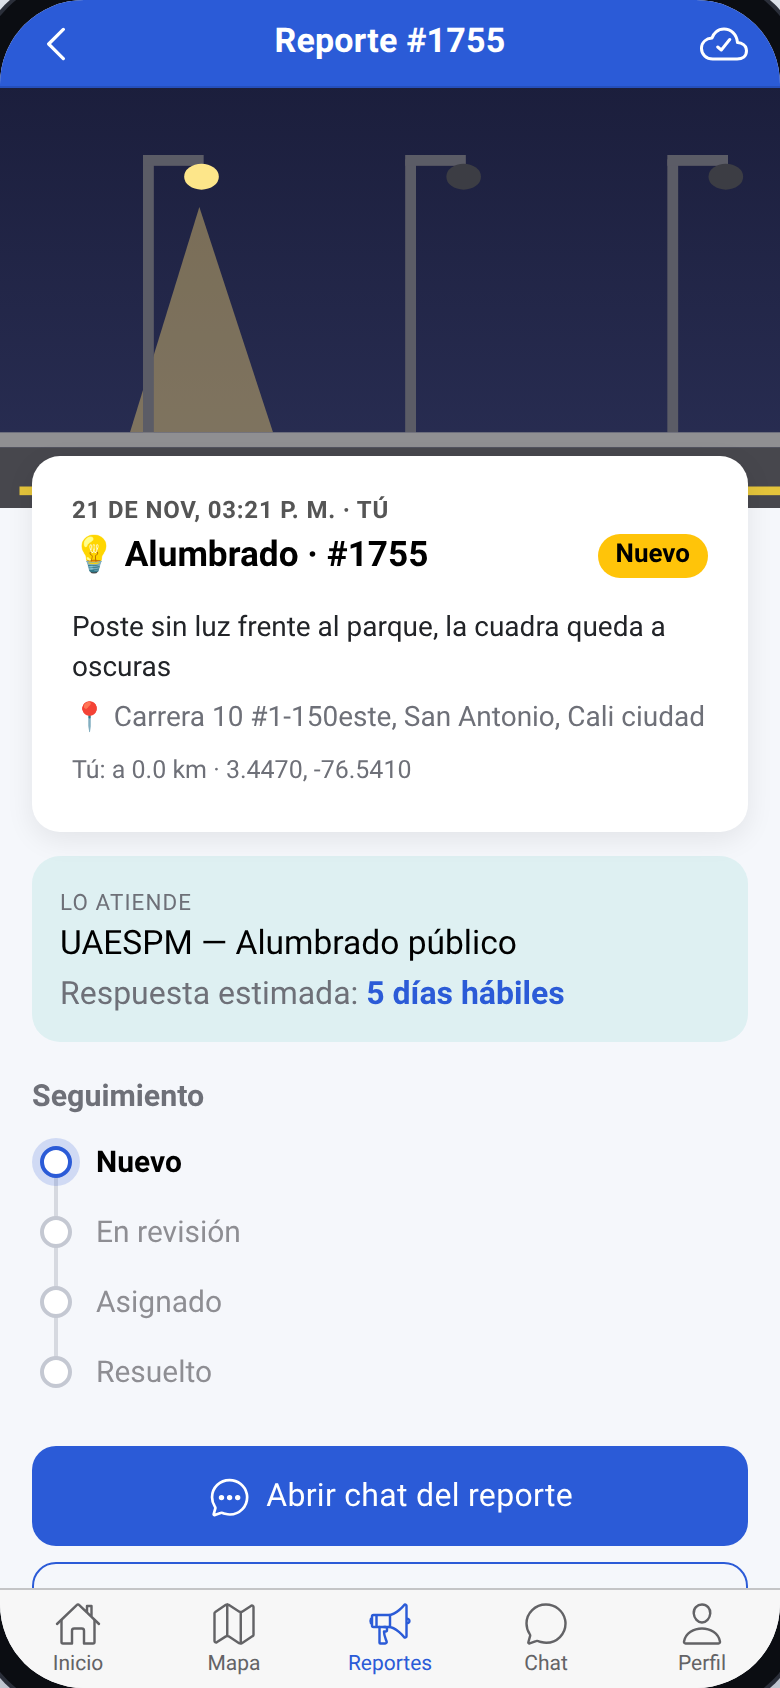 Reporte #1755
21 DE NOV, 03:21 P. M. · TÚ
💡 Alumbrado · #1755
Nuevo
Poste sin luz frente al parque, la cuadra queda a
oscuras
📍 Carrera 10 #1-150este, San Antonio, Cali ciudad
Tú: a 0.0 km · 3.4470, -76.5410
LO ATIENDE
UAESPM — Alumbrado público
Respuesta estimada: 5 días hábiles
Seguimiento
Nuevo
En revisión
Asignado
Resuelto
Abrir chat del reporte
Inicio
Mapa
Reportes
Chat
Perfil